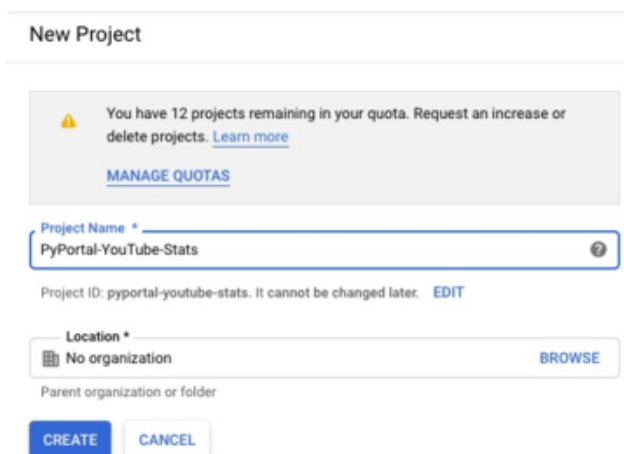 New Project
You have 12 projects remaining in your quota. Request an increase or
delete projects. Learn more
MANAGE QUOTAS
Project Name *
PyPortal-YouTube-Stats
Project ID: pyportal-youtube-stats. It cannot be changed later. EDIT
Location *
No organization BROWSE
Parent organization or folder
CREATE CANCEL